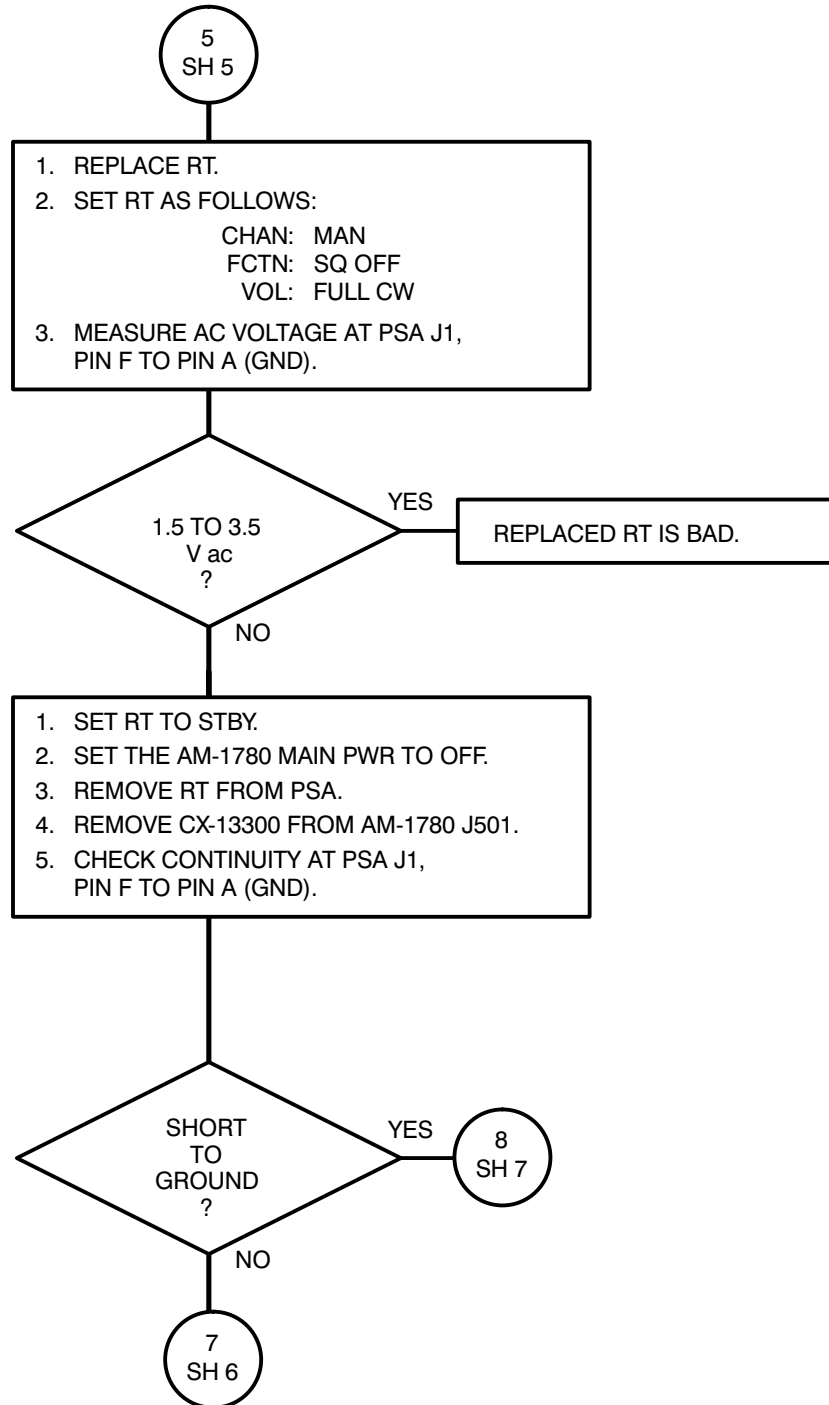 5
SH 5
1. REPLACE RT.
2. SET RT AS FOLLOWS:
CHAN: MAN
FCTN: SQ OFF
VOL: FULL CW
3. MEASURE AC VOLTAGE AT PSA J1,
PIN F TO PIN A (GND).
1.5 TO 3.5
V ac
?
YES
REPLACED RT IS BAD.
NO
1. SET RT TO STBY.
2. SET THE AM-1780 MAIN PWR TO OFF.
3. REMOVE RT FROM PSA.
4. REMOVE CX-13300 FROM AM-1780 J501.
5. CHECK CONTINUITY AT PSA J1,
PIN F TO PIN A (GND).
SHORT
TO
GROUND
?
YES
8
SH 7
NO
7
SH 6